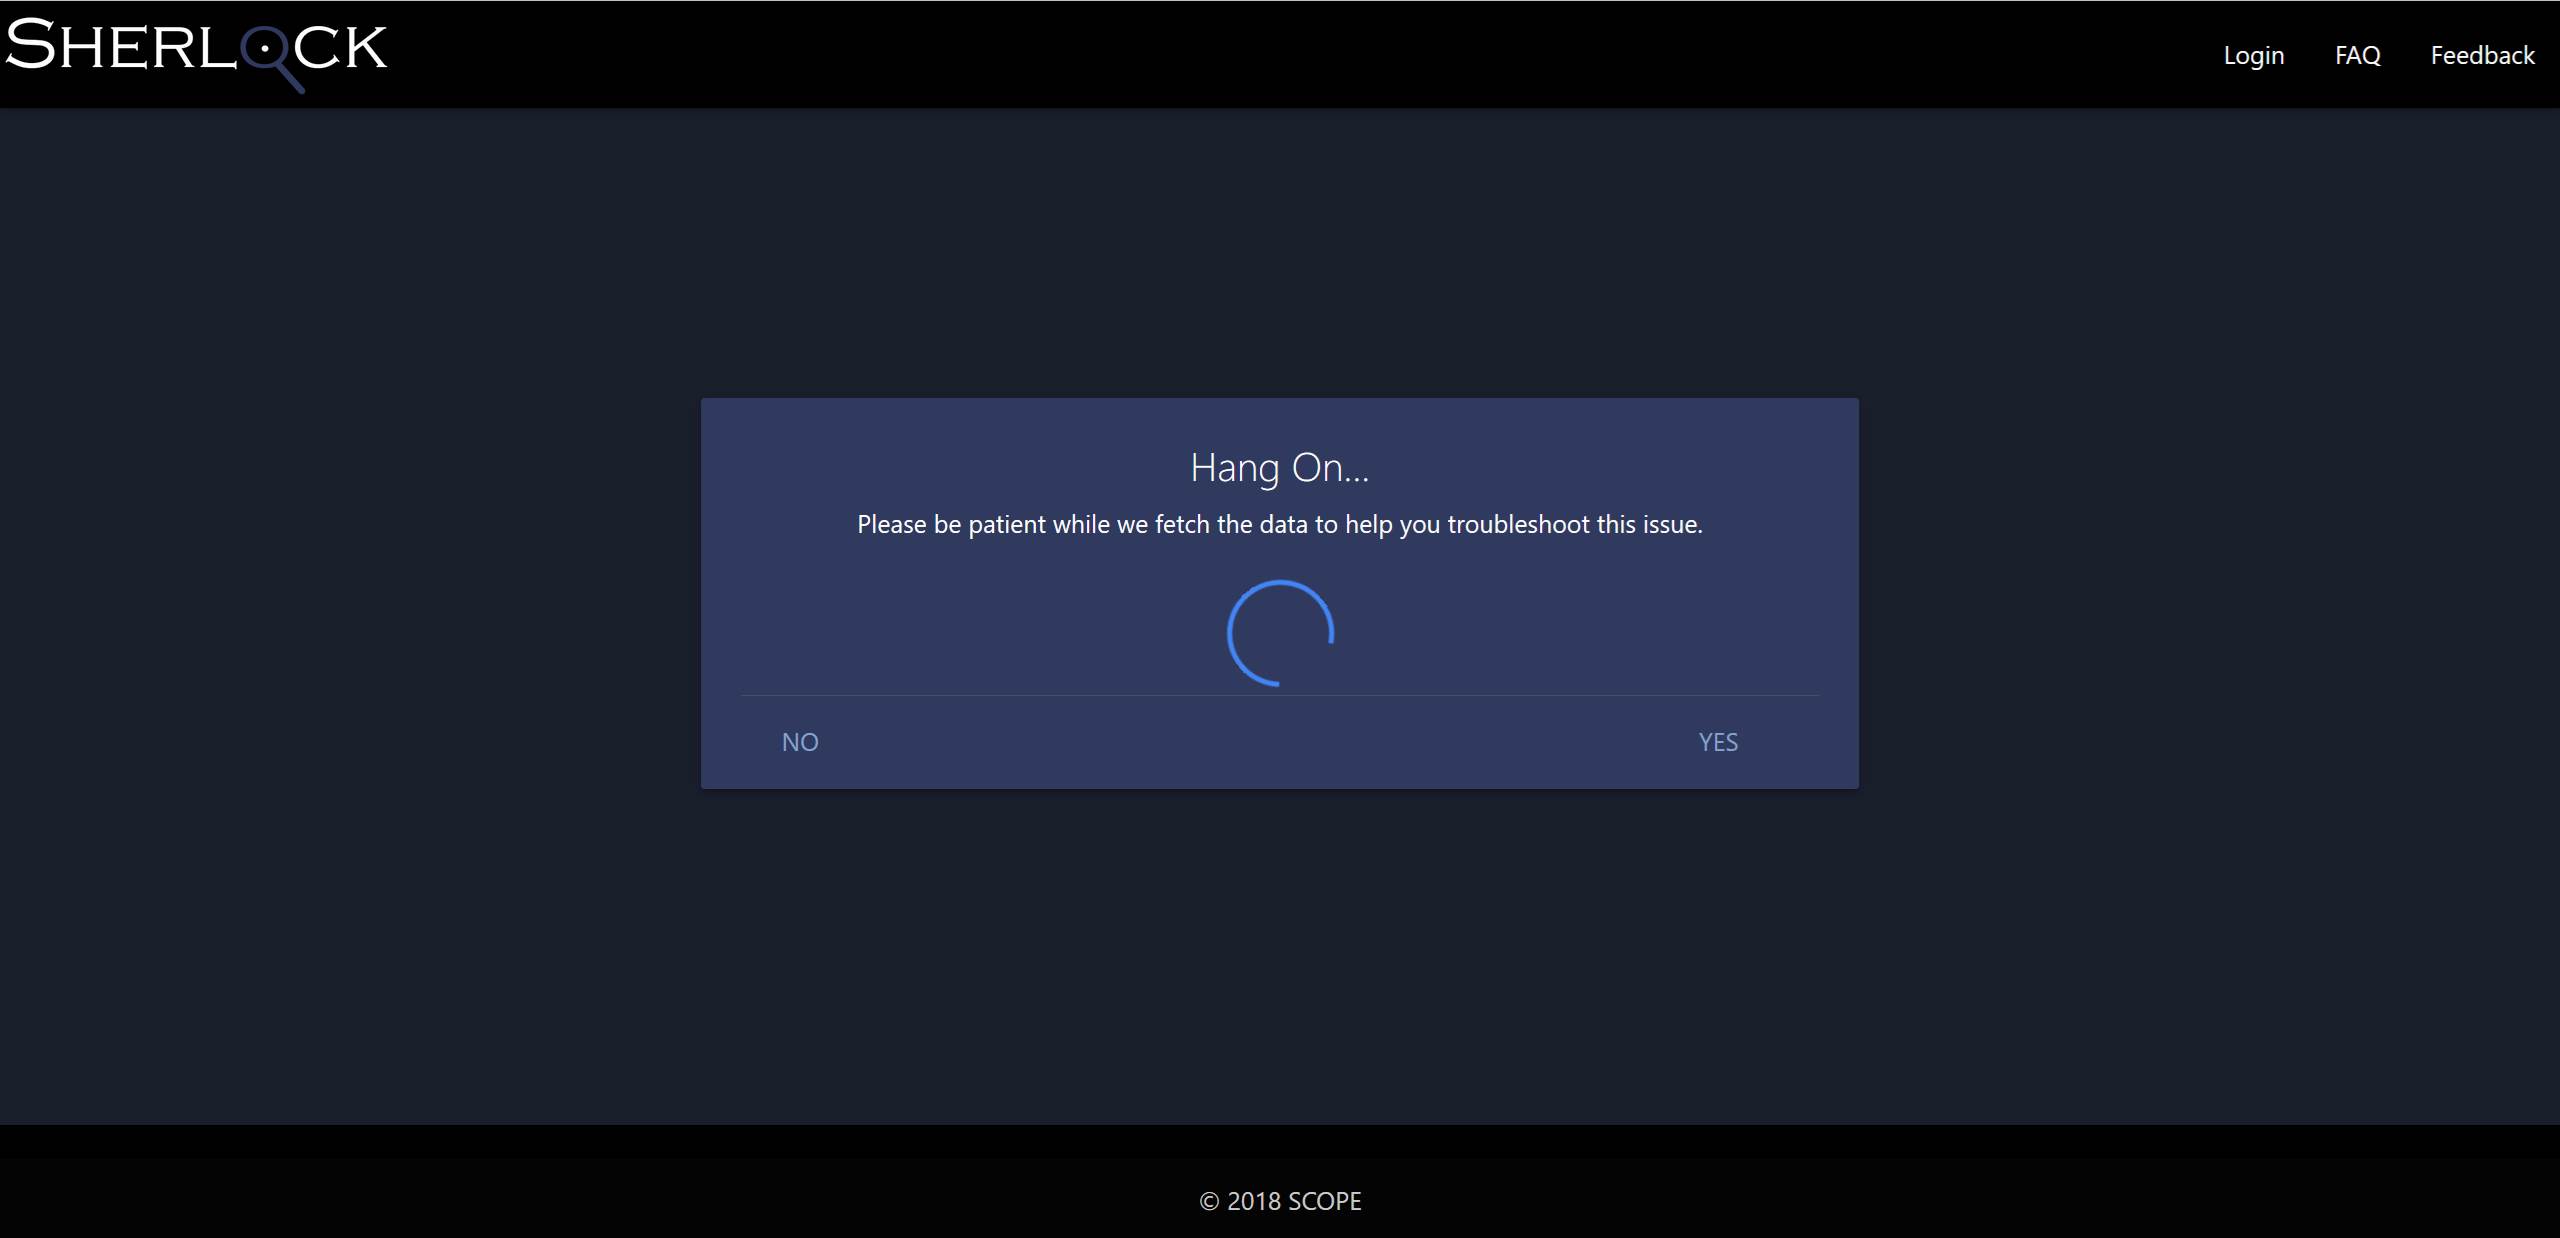 SHERLOCK
Login FAQ Feedback
Hang On...
Please be patient while we fetch the data to help you troubleshoot this issue.
NO YES
© 2018 SCOPE